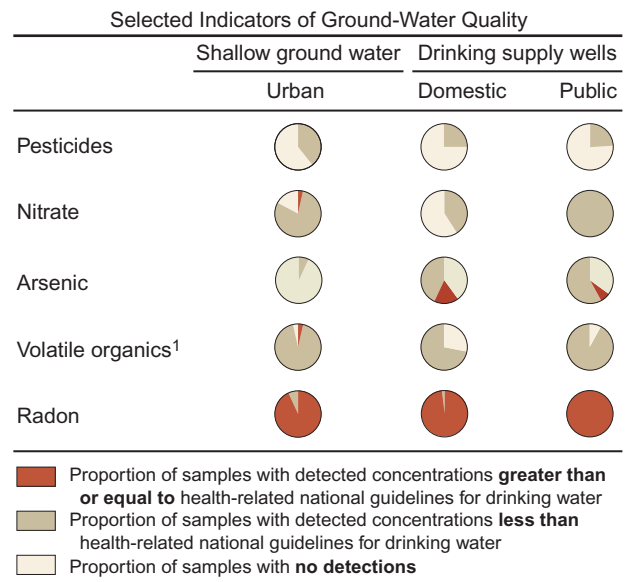 Selected Indicators of Ground-Water Quality
Shallow ground water Drinking supply wells
Urban Domestic Public
Pesticides
Nitrate
Arsenic
Volatile organics1
Radon
Proportion of samples with detected concentrations greater than
or equal to health-related national guidelines for drinking water
Proportion of samples with detected concentrations less than
health-related national guidelines for drinking water
Proportion of samples with no detections